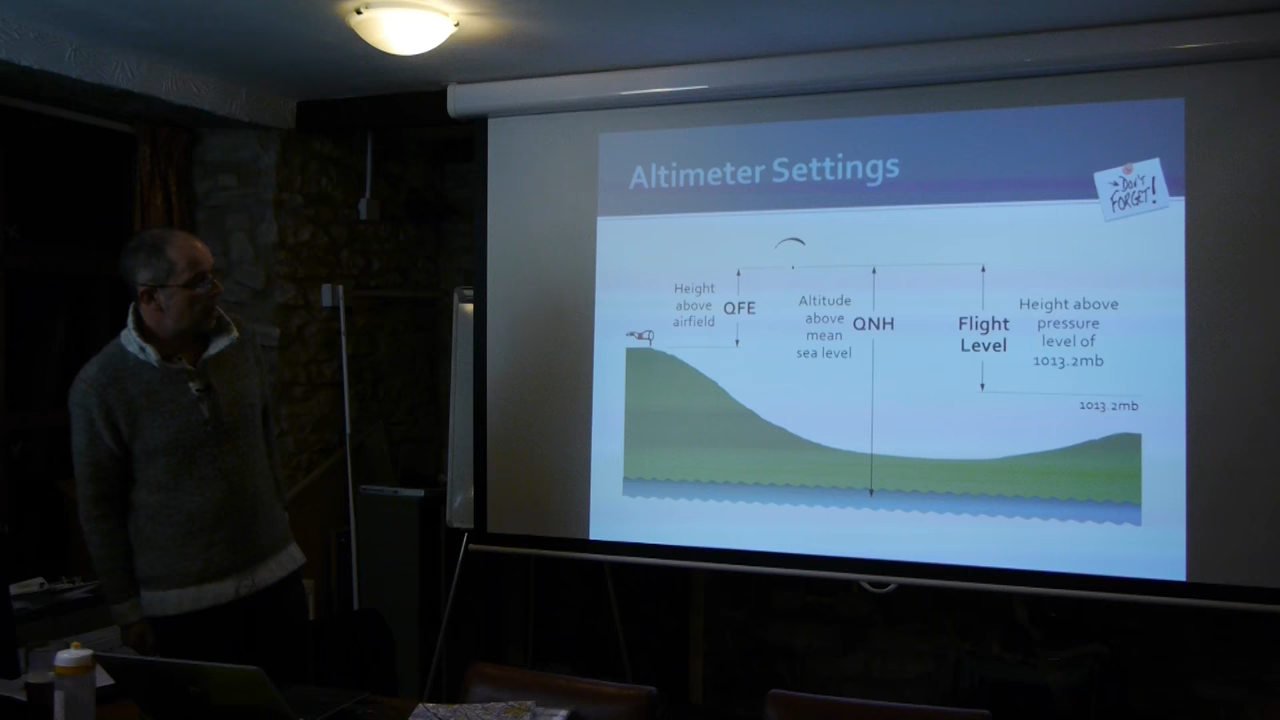 Altimeter Settings
DON'T
FORGET!
Height
above
airfield
QFE
Altitude
above
mean
sea level
QNH
Flight
Level
Height above
pressure
level of
1013.2mb
1013.2mb